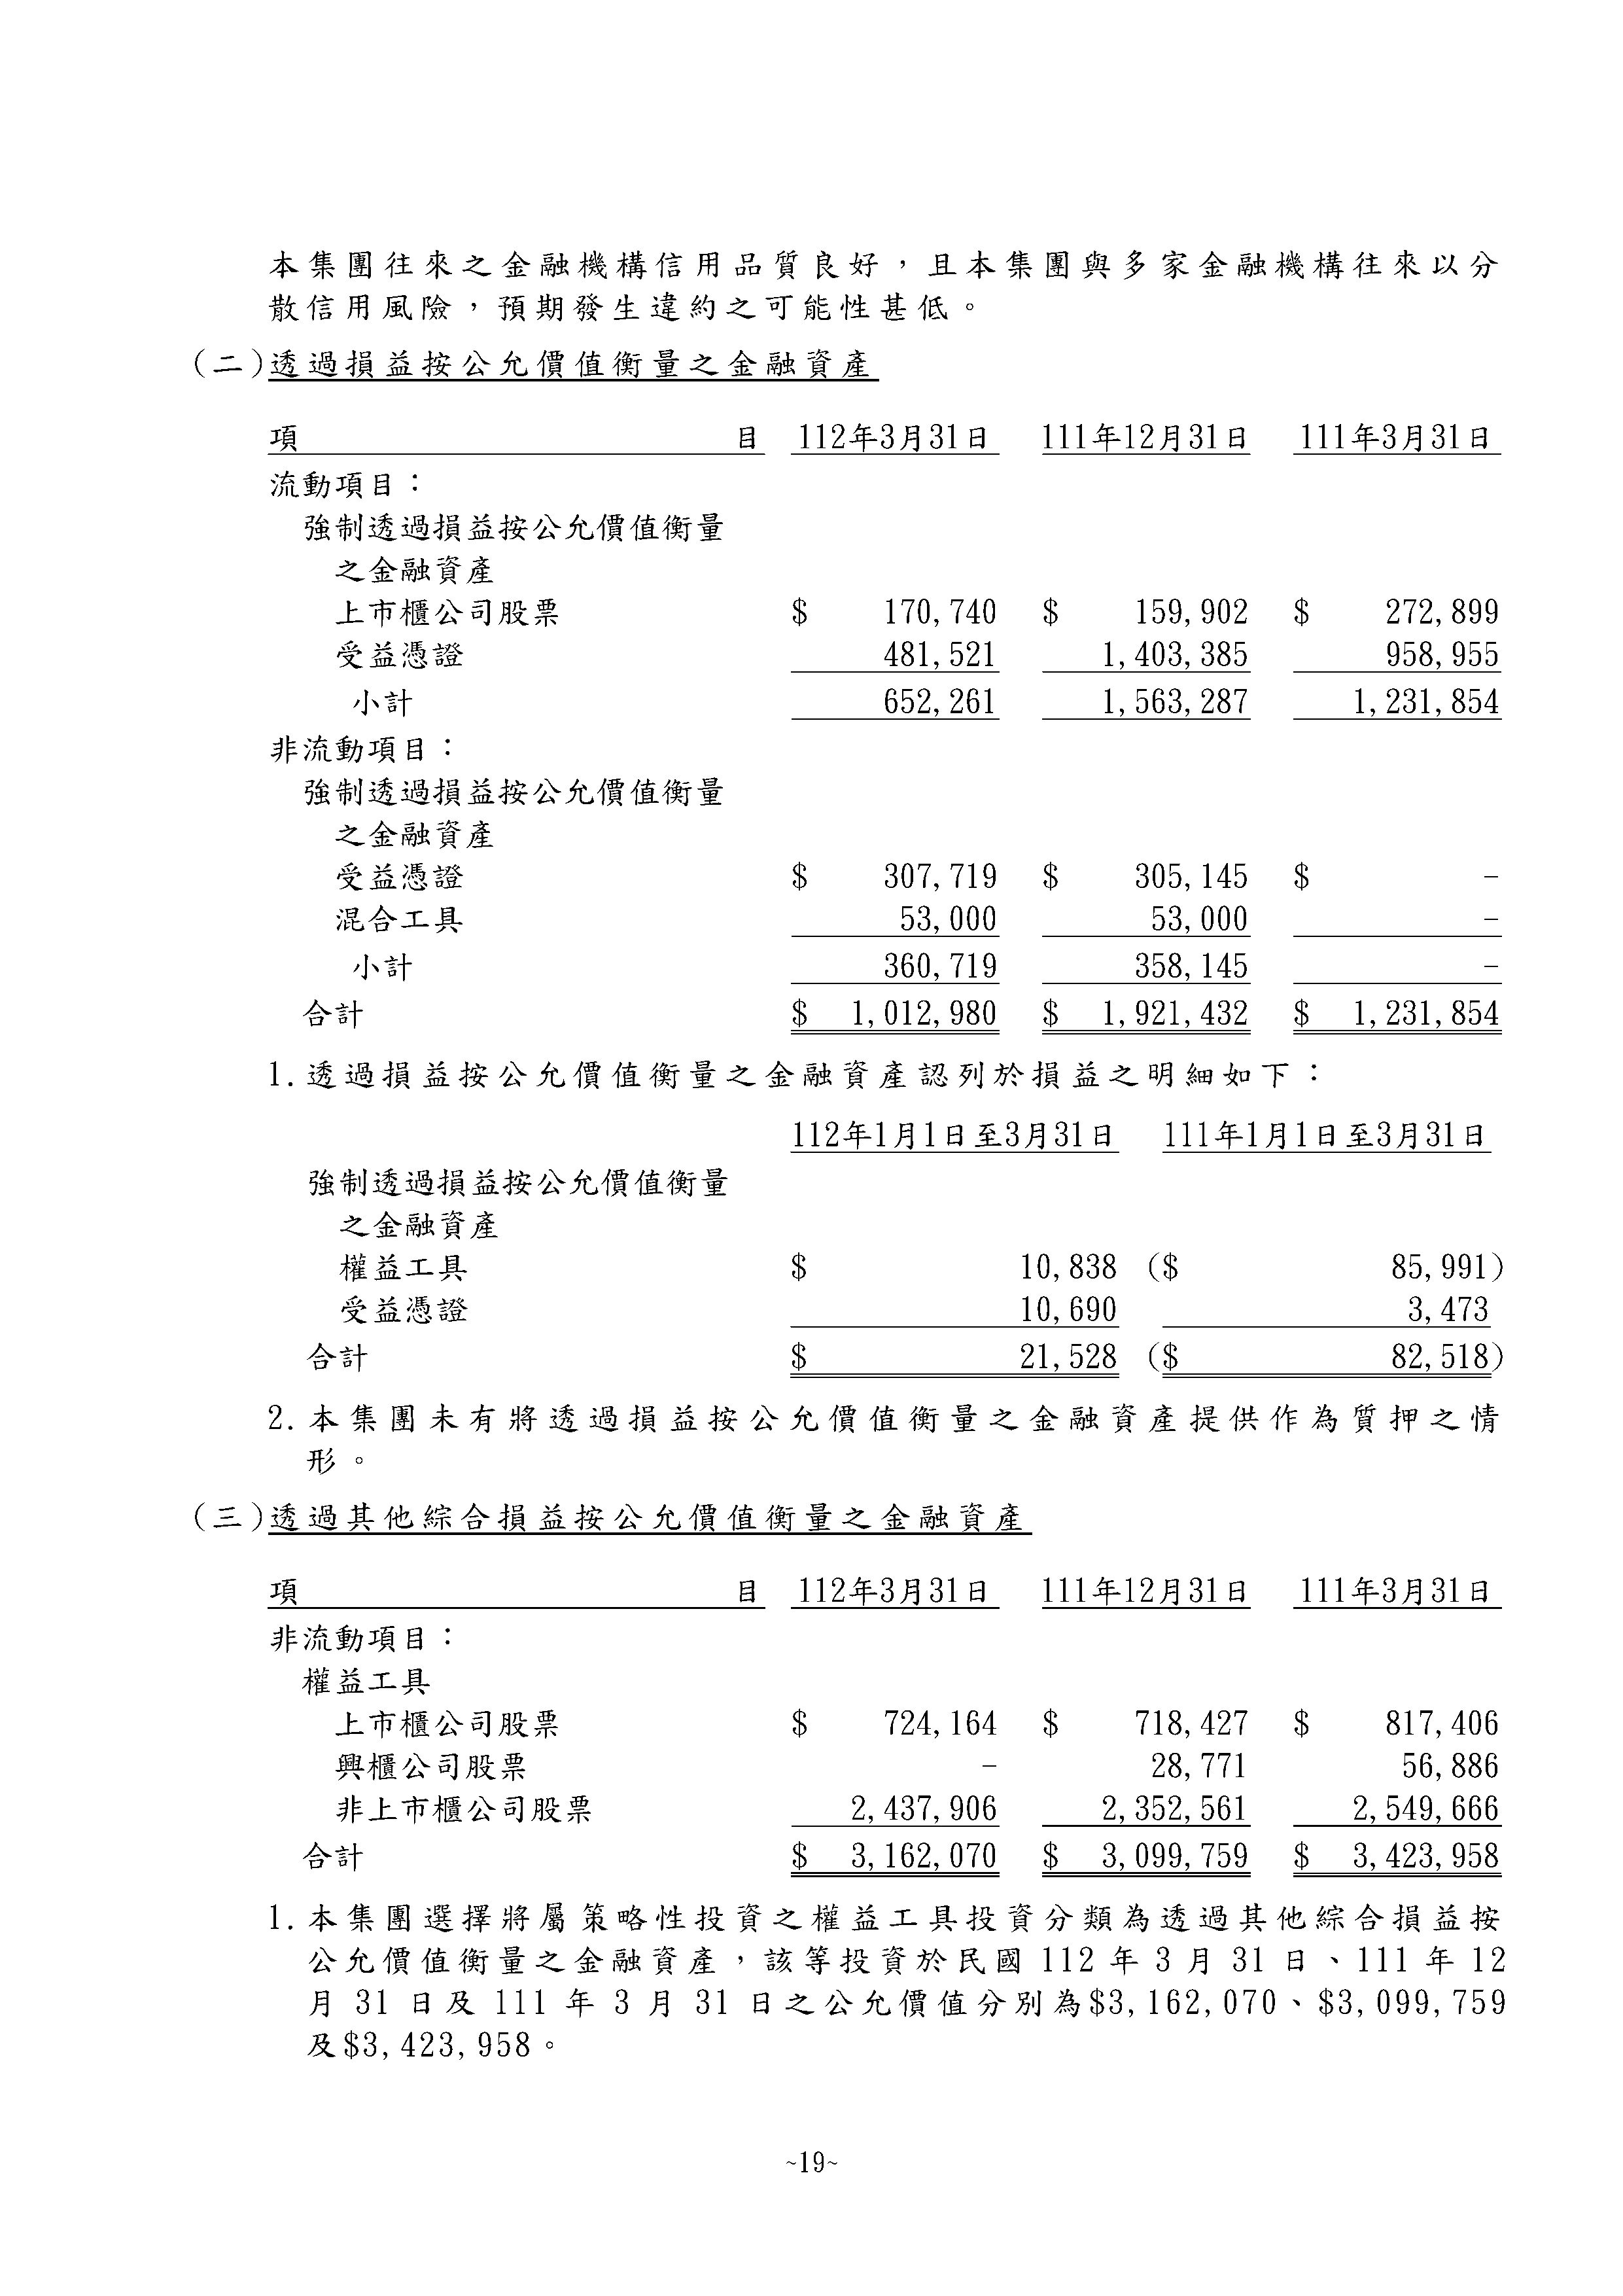 本集團往來之金融機構信用品質良好，且本集團與多家金融機構往來以分
散信用風險，預期發生違約之可能性甚低。
(二)透過損益按公允價值衡量之金融資產
項 目 112年3月31日 111年12月31日 111年3月31日
流動項目：
強制透過損益按公允價值衡量
之金融資產
上市櫃公司股票 $ 170,740 $ 159,902 $ 272,899
受益憑證 481,521 1,403,385 958,955
小計 652,261 1,563,287 1,231,854
非流動項目：
強制透過損益按公允價值衡量
之金融資產
受益憑證 $ 307,719 $ 305,145 $ -
混合工具 53,000 53,000 -
小計 360,719 358,145 -
合計 $ 1,012,980 $ 1,921,432 $ 1,231,854
1.透過損益按公允價值衡量之金融資產認列於損益之明細如下：
112年1月1日至3月31日 111年1月1日至3月31日
強制透過損益按公允價值衡量
之金融資產
權益工具 $ 10,838 ($ 85,991)
受益憑證 10,690 3,473
合計 $ 21,528 ($ 82,518)
2.本集團未有將透過損益按公允價值衡量之金融資產提供作為質押之情
形。
(三)透過其他綜合損益按公允價值衡量之金融資產
項 目 112年3月31日 111年12月31日 111年3月31日
非流動項目：
權益工具
上市櫃公司股票 $ 724,164 $ 718,427 $ 817,406
興櫃公司股票 - 28,771 56,886
非上市櫃公司股票 2,437,906 2,352,561 2,549,666
合計 $ 3,162,070 $ 3,099,759 $ 3,423,958
1.本集團選擇將屬策略性投資之權益工具投資分類為透過其他綜合損益按
公允價值衡量之金融資產，該等投資於民國 112 年 3 月 31 日、111 年 12
月 31 日及 111 年 3 月 31 日之公允價值分別為$3,162,070、$3,099,759
及$3,423,958。
~19~